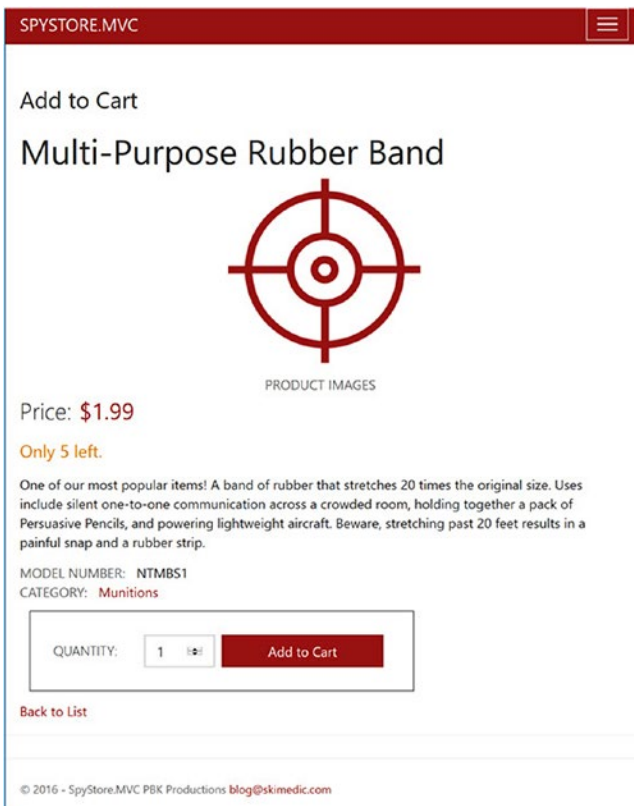 SPYSTORE.MVC
Add to Cart
Multi-Purpose Rubber Band
PRODUCT IMAGES
Price: $1.99
Only 5 left.
One of our most popular items! A band of rubber that stretches 20 times the original size. Uses
include silent one-to-one communication across a crowded room, holding together a pack of
Persuasive Pencils, and powering lightweight aircraft. Beware, stretching past 20 feet results in a
painful snap and a rubber strip.
MODEL NUMBER: NTMBS1
CATEGORY: Munitions
QUANTITY: 1 Add to Cart
Back to List
© 2016 - SpyStore.MVC PBK Productions blog@skimedic.com